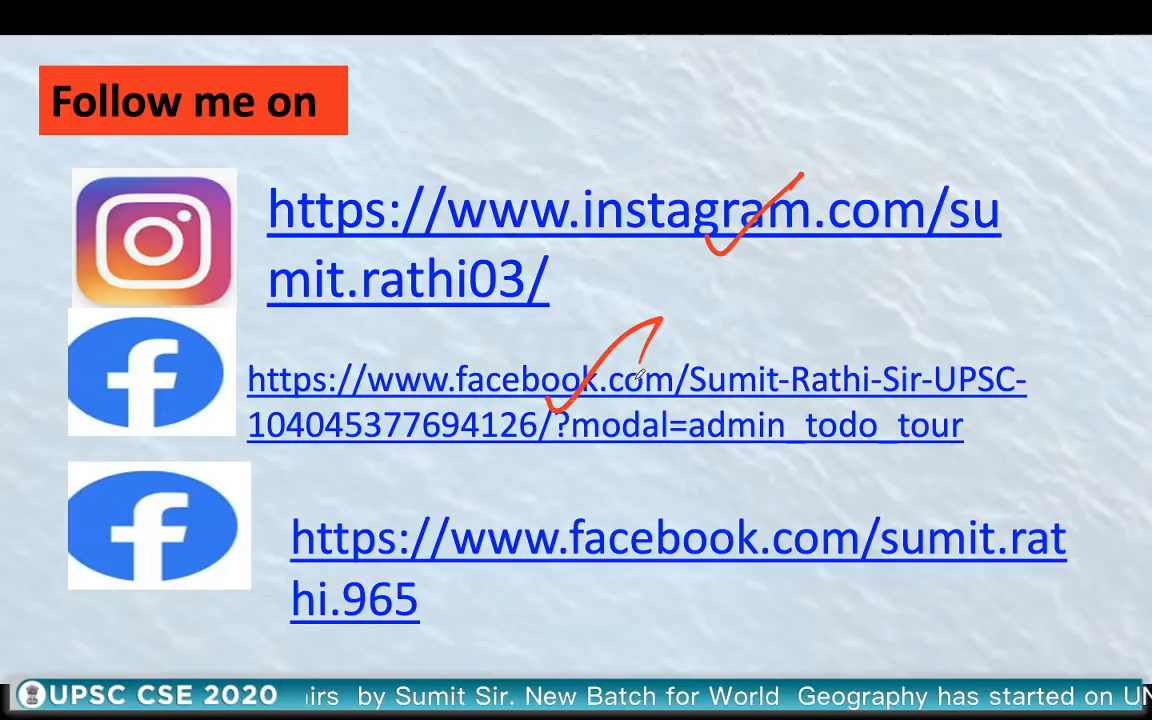 Follow me on
https://www.instagram.com/su
mit.rathi03/
https://www.facebook.com/Sumit-Rathi-Sir-UPSC-
104045377694126/?modal=admin_todo_tour
https://www.facebook.com/sumit.rat
hi.965
UPSC CSE 2020 irs by Sumit Sir. New Batch for World Geography has started on UN